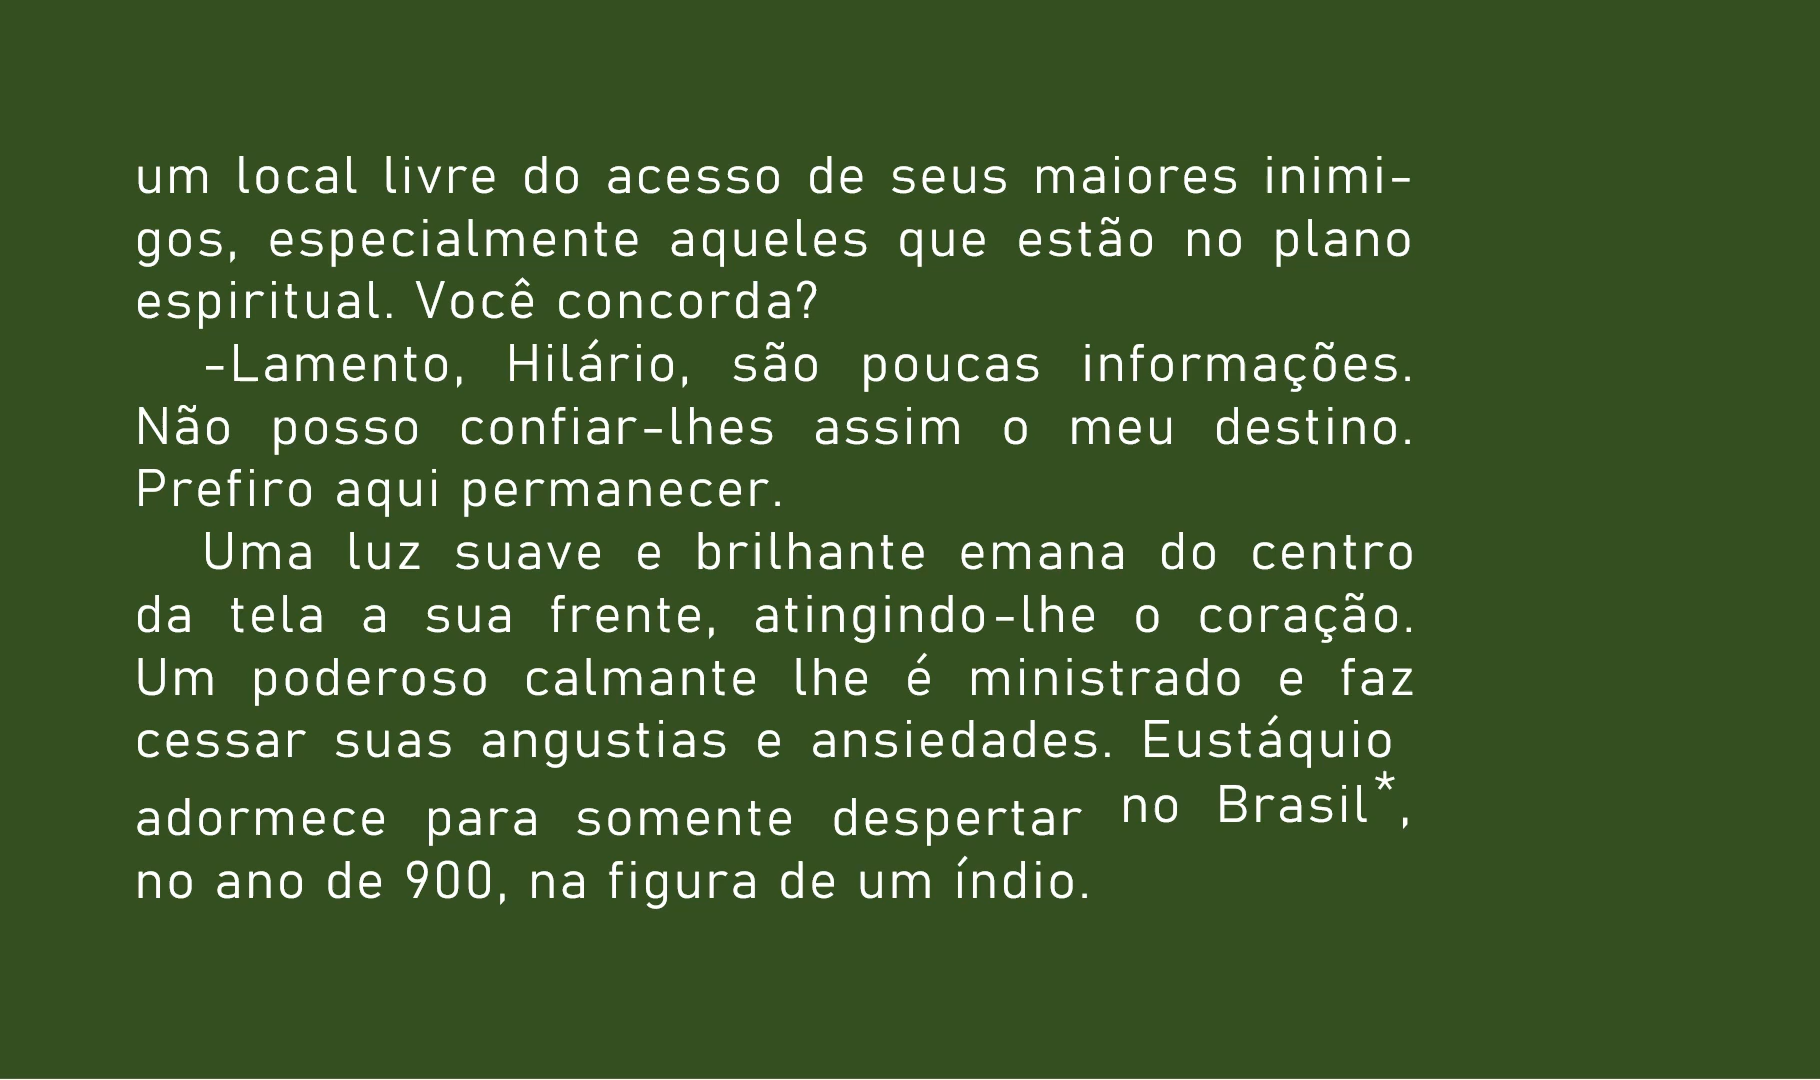 um local livre do acesso de seus maiores inimi-
gos, especialmente aqueles que estão no plano
espiritual. Você concorda?
-Lamento, Hilário, são poucas informações.
Não posso confiar-lhes assim o meu destino.
Prefiro aqui permanecer.
Uma luz suave e brilhante emana do centro
da tela a sua frente, atingindo-lhe o coração.
Um poderoso calmante lhe é ministrado e faz
cessar suas angustias e ansiedades. Eustáquio
adormece para somente despertar no Brasil*,
no ano de 900, na figura de um índio.